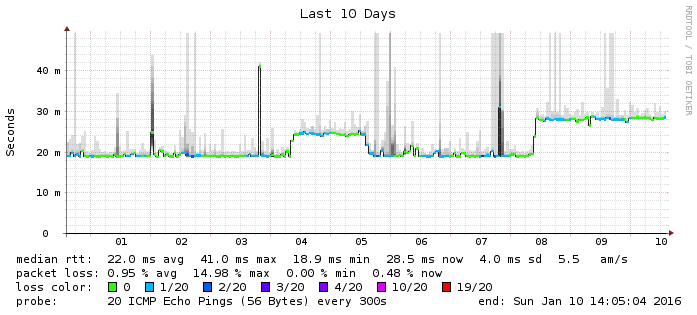 Last 10 Days
RRDTOOL / TOBI OETIKER
Seconds
40 m
30 m
20 m
10 m
0
01 02 03 04 05 06 07 08 09 10
median rtt: 22.0 ms avg 41.0 ms max 18.9 ms min 28.5 ms now 4.0 ms sd 5.5 am/s
packet loss: 0.95 % avg 14.98 % max 0.00 % min 0.48 % now
loss color: 0 1/20 2/20 3/20 4/20 10/20 19/20
probe: 20 ICMP Echo Pings (56 Bytes) every 300s end: Sun Jan 10 14:05:04 2016